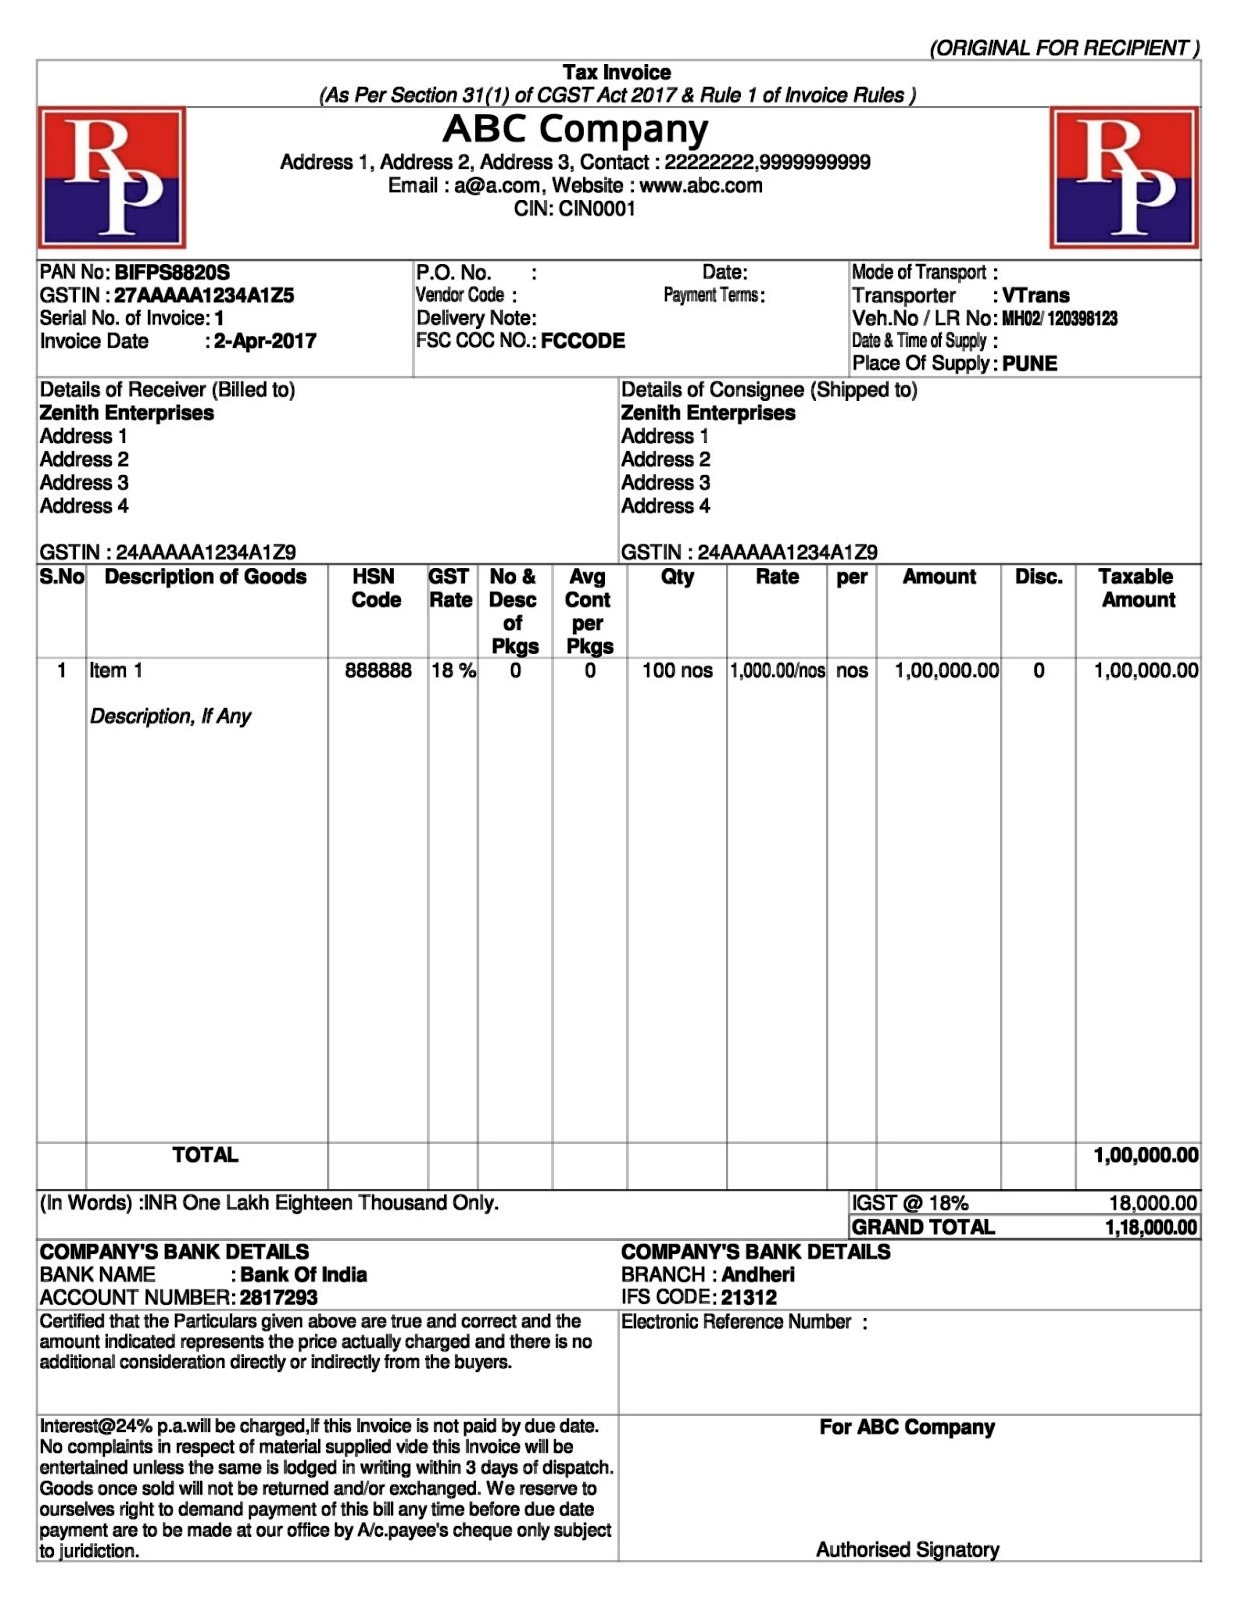 (ORIGINAL FOR RECIPIENT )
Tax Invoice
(As Per Section 31(1) of CGST Act 2017 & Rule 1 of Invoice Rules )
RP
ABC Company
RP
Address 1, Address 2, Address 3, Contact : 22222222,9999999999
Email : a@a.com, Website : www.abc.com
CIN: CIN0001
PAN No: BIFPS8820S
GSTIN : 27AAAAA1234A1Z5
Serial No. of Invoice: 1
Invoice Date : 2-Apr-2017
P.O. No. : Date:
Vendor Code : Payment Terms:
Delivery Note:
FSC COC NO.: FCCODE
Mode of Transport :
Transporter : VTrans
Veh.No / LR No: MH02/ 120398123
Date & Time of Supply :
Place Of Supply : PUNE
Details of Receiver (Billed to)
Zenith Enterprises
Address 1
Address 2
Address 3
Address 4
GSTIN : 24AAAAA1234A1Z9
Details of Consignee (Shipped to)
Zenith Enterprises
Address 1
Address 2
Address 3
Address 4
GSTIN : 24AAAAA1234A1Z9
S.No Description of Goods HSN Code GST Rate No & Desc of Pkgs Avg Cont per Pkgs Qty Rate per Amount Disc. Taxable Amount
1 Item 1 888888 18 % 0 0 100 nos 1,000.00/nos nos 1,00,000.00 0 1,00,000.00
Description, If Any
TOTAL 1,00,000.00
(In Words) :INR One Lakh Eighteen Thousand Only.
IGST @ 18% 18,000.00
GRAND TOTAL 1,18,000.00
COMPANY'S BANK DETAILS
BANK NAME : Bank Of India
ACCOUNT NUMBER: 2817293
COMPANY'S BANK DETAILS
BRANCH : Andheri
IFS CODE: 21312
Certified that the Particulars given above are true and correct and the
amount indicated represents the price actually charged and there is no
additional consideration directly or indirectly from the buyers.
Electronic Reference Number :
Interest@24% p.a.will be charged,If this Invoice is not paid by due date.
No complaints in respect of material supplied vide this Invoice will be
entertained unless the same is lodged in writing within 3 days of dispatch.
Goods once sold will not be returned and/or exchanged. We reserve to
ourselves right to demand payment of this bill any time before due date
payment are to be made at our office by A/c.payee's cheque only subject
to juridiction.
For ABC Company
Authorised Signatory